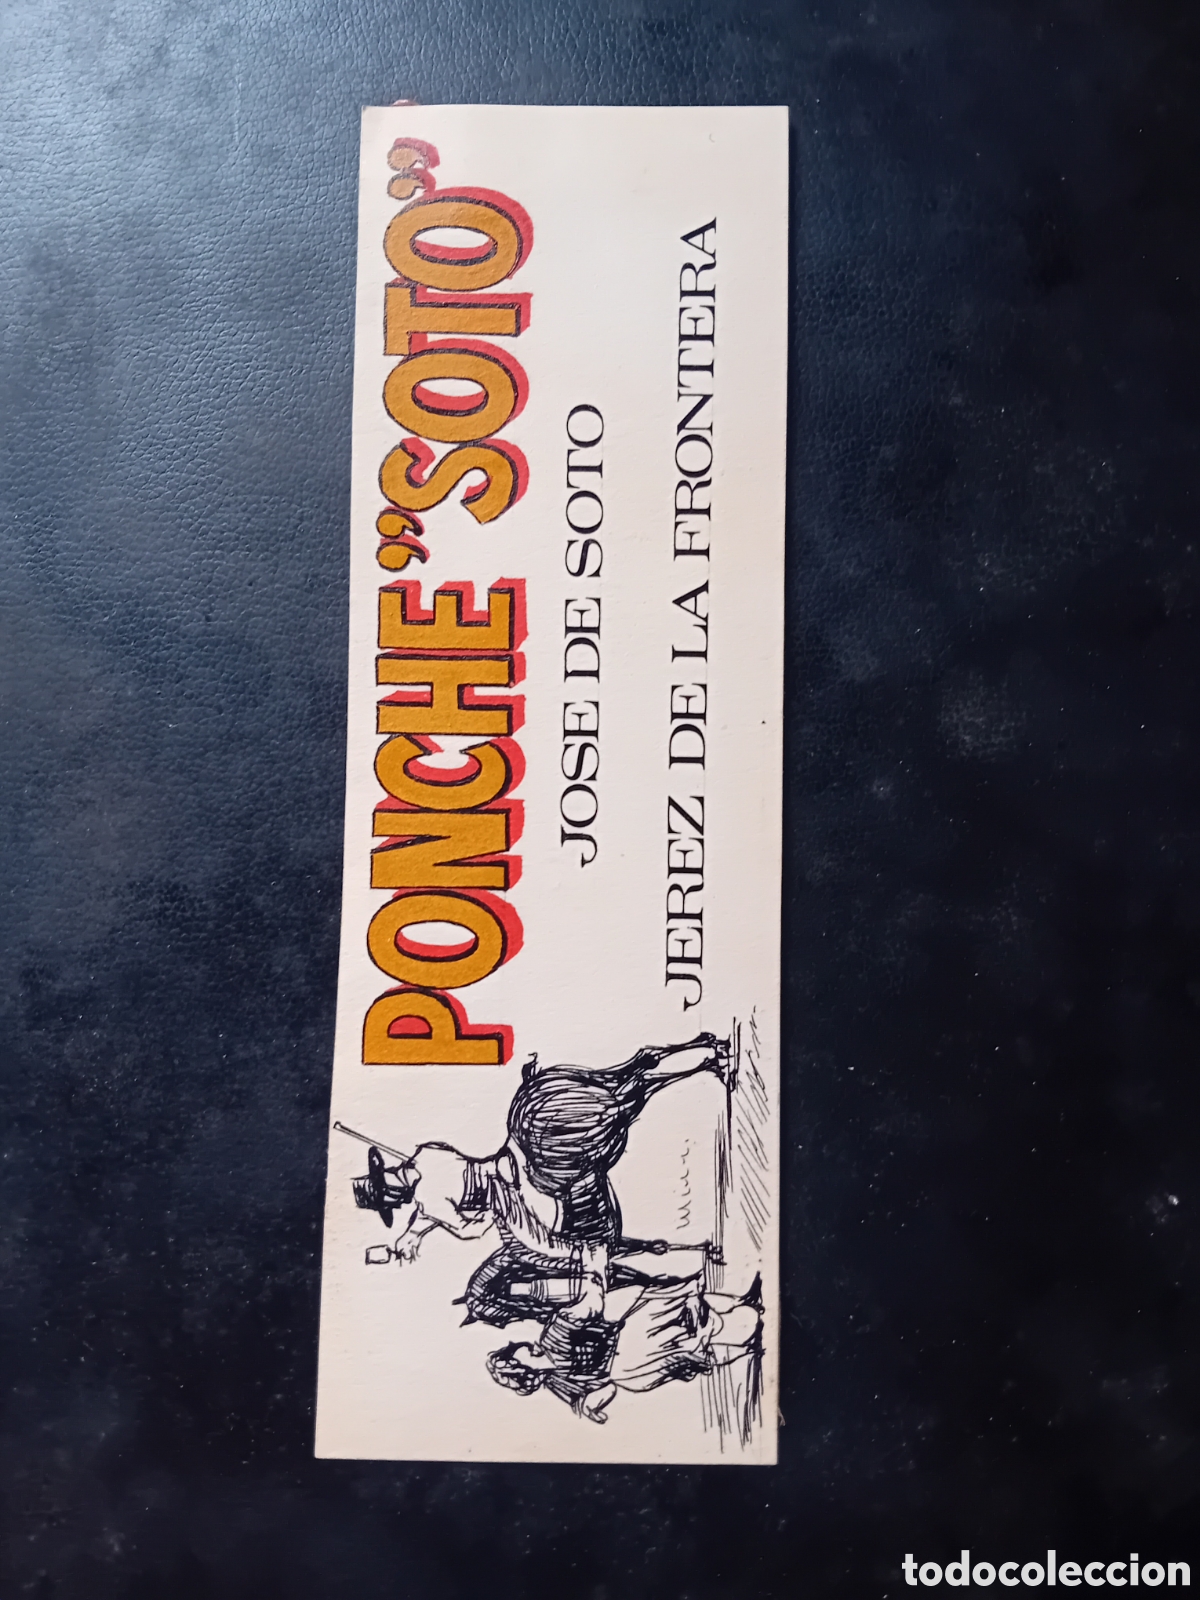 PONCHE "SOTO"
JOSE DE SOTO
JEREZ DE LA FRONTERA
todocoleccion